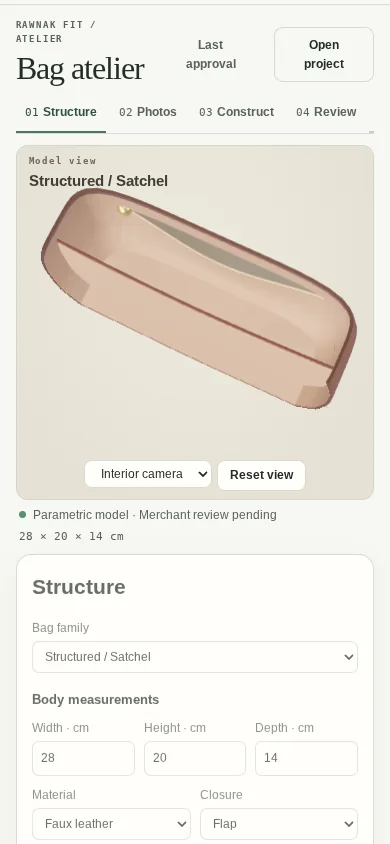 RAWNAK FIT /
ATELIER
Bag atelier
Last
approval
Open
project
01 Structure
02 Photos
03 Construct
04 Review
Model view
Structured / Satchel
Interior camera
Reset view
Parametric model · Merchant review pending
28 × 20 × 14 cm
Structure
Bag family
Structured / Satchel
Body measurements
Width · cm
Height · cm
Depth · cm
28
20
14
Material
Closure
Faux leather
Flap